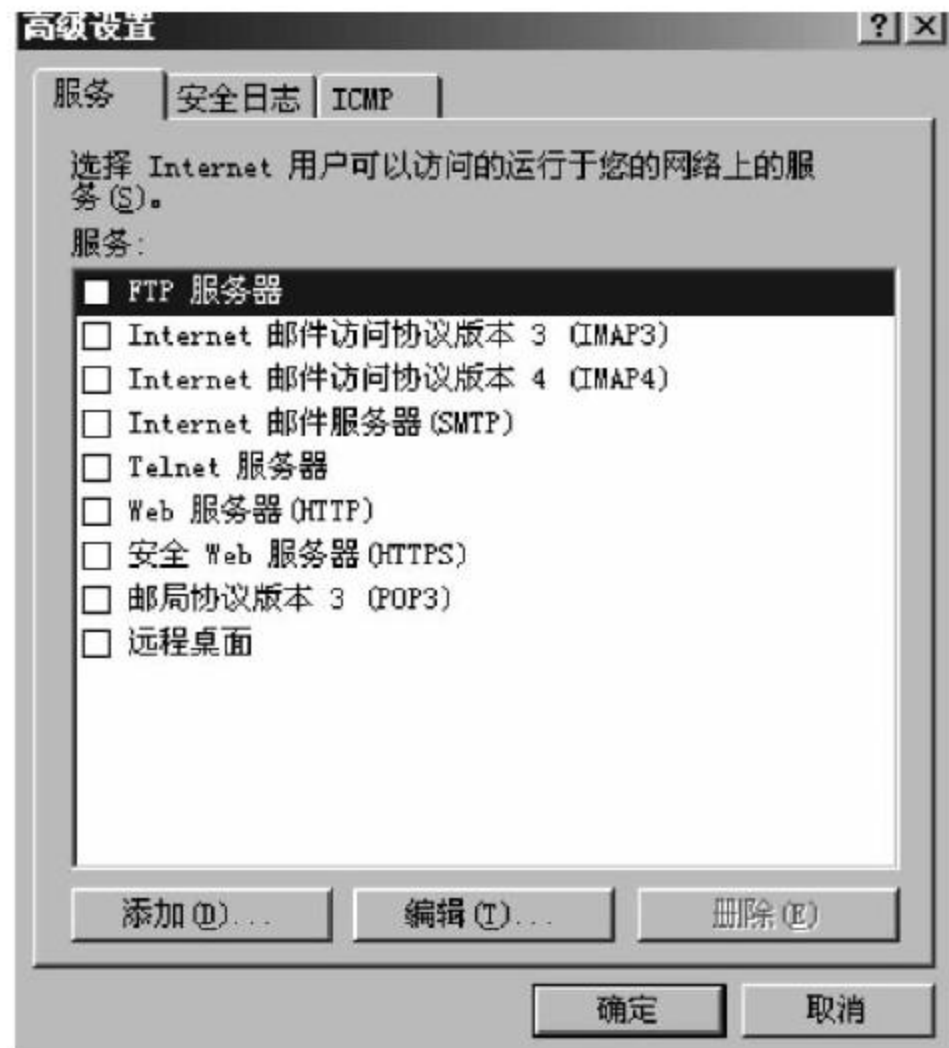 高级设置
服务
安全日志
ICMP
选择 Internet 用户可以访问的运行于您的网络上的服
务(S)。
服务:
FTP 服务器
Internet 邮件访问协议版本 3 (IMAP3)
Internet 邮件访问协议版本 4 (IMAP4)
Internet 邮件服务器(SMTP)
Telnet 服务器
Web 服务器(HTTP)
安全 Web 服务器(HTTPS)
邮局协议版本 3 (POP3)
远程桌面
添加(D)...
编辑(T)...
删除(E)
确定
取消